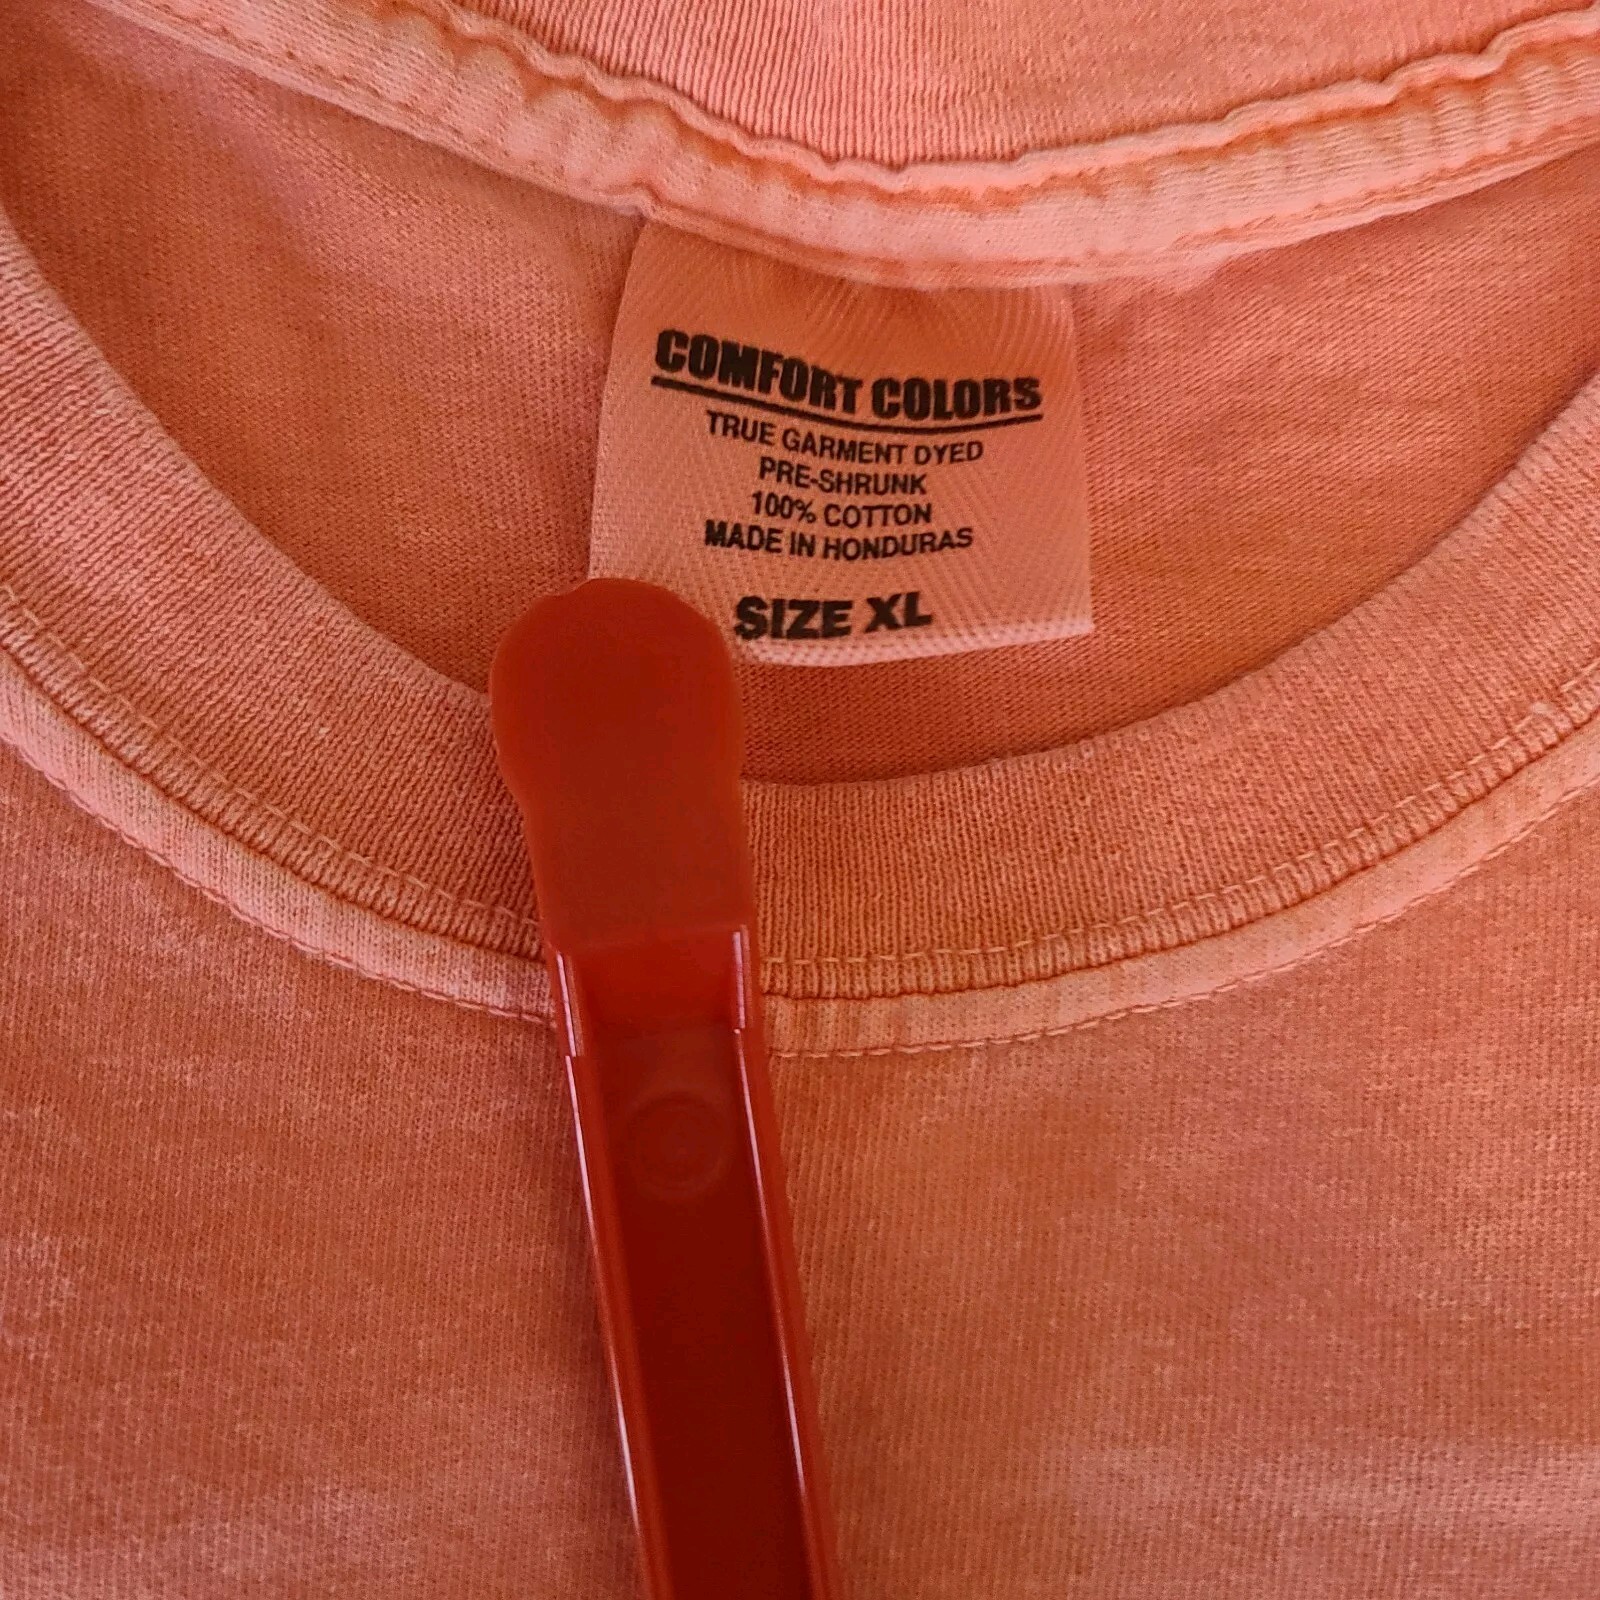 COMFORT COLORS
TRUE GARMENT DYED
PRE-SHRUNK
100% COTTON
MADE IN HONDURAS
SIZE XL